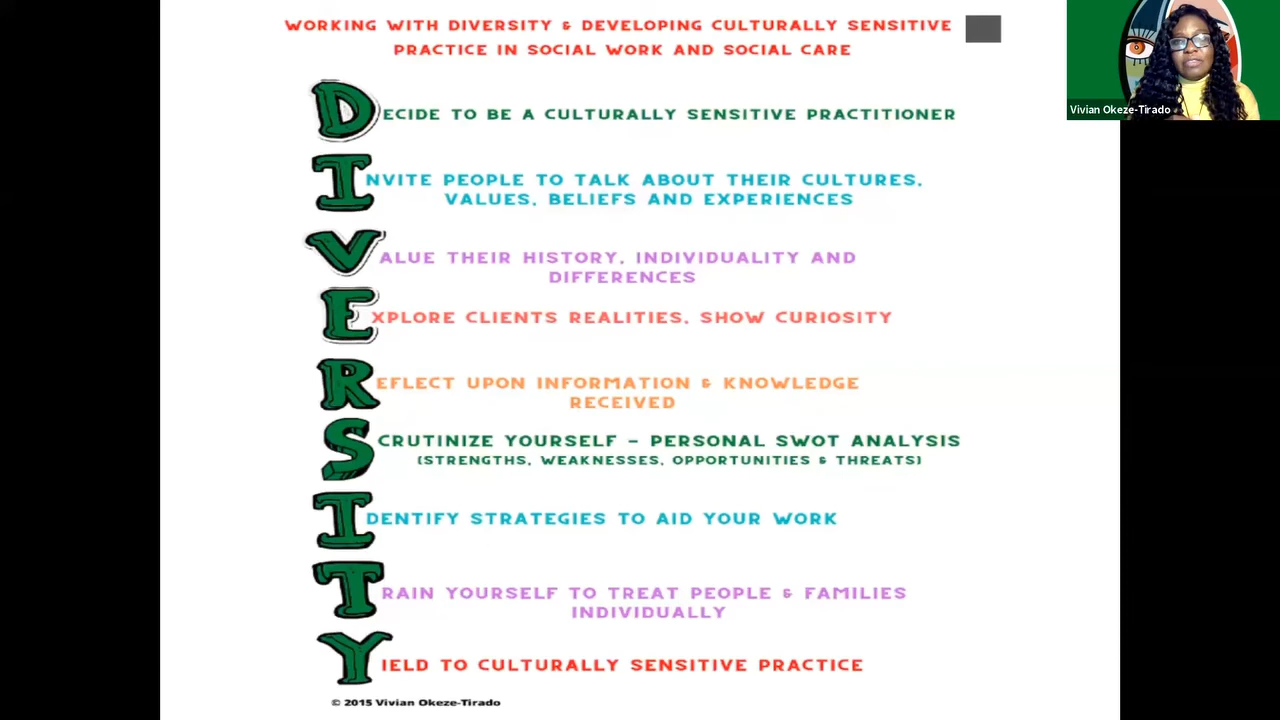 WORKING WITH DIVERSITY & DEVELOPING CULTURALLY SENSITIVE
PRACTICE IN SOCIAL WORK AND SOCIAL CARE
DECIDE TO BE A CULTURALLY SENSITIVE PRACTITIONER
INVITE PEOPLE TO TALK ABOUT THEIR CULTURES,
VALUES, BELIEFS AND EXPERIENCES
VALUE THEIR HISTORY, INDIVIDUALITY AND
DIFFERENCES
EXPLORE CLIENTS REALITIES, SHOW CURIOSITY
REFLECT UPON INFORMATION & KNOWLEDGE
RECEIVED
SCRUTINIZE YOURSELF - PERSONAL SWOT ANALYSIS
(STRENGTHS, WEAKNESSES, OPPORTUNITIES & THREATS)
IDENTIFY STRATEGIES TO AID YOUR WORK
TRAIN YOURSELF TO TREAT PEOPLE & FAMILIES
INDIVIDUALLY
YIELD TO CULTURALLY SENSITIVE PRACTICE
© 2015 Vivian Okeze-Tirado
Vivian Okeze-Tirado